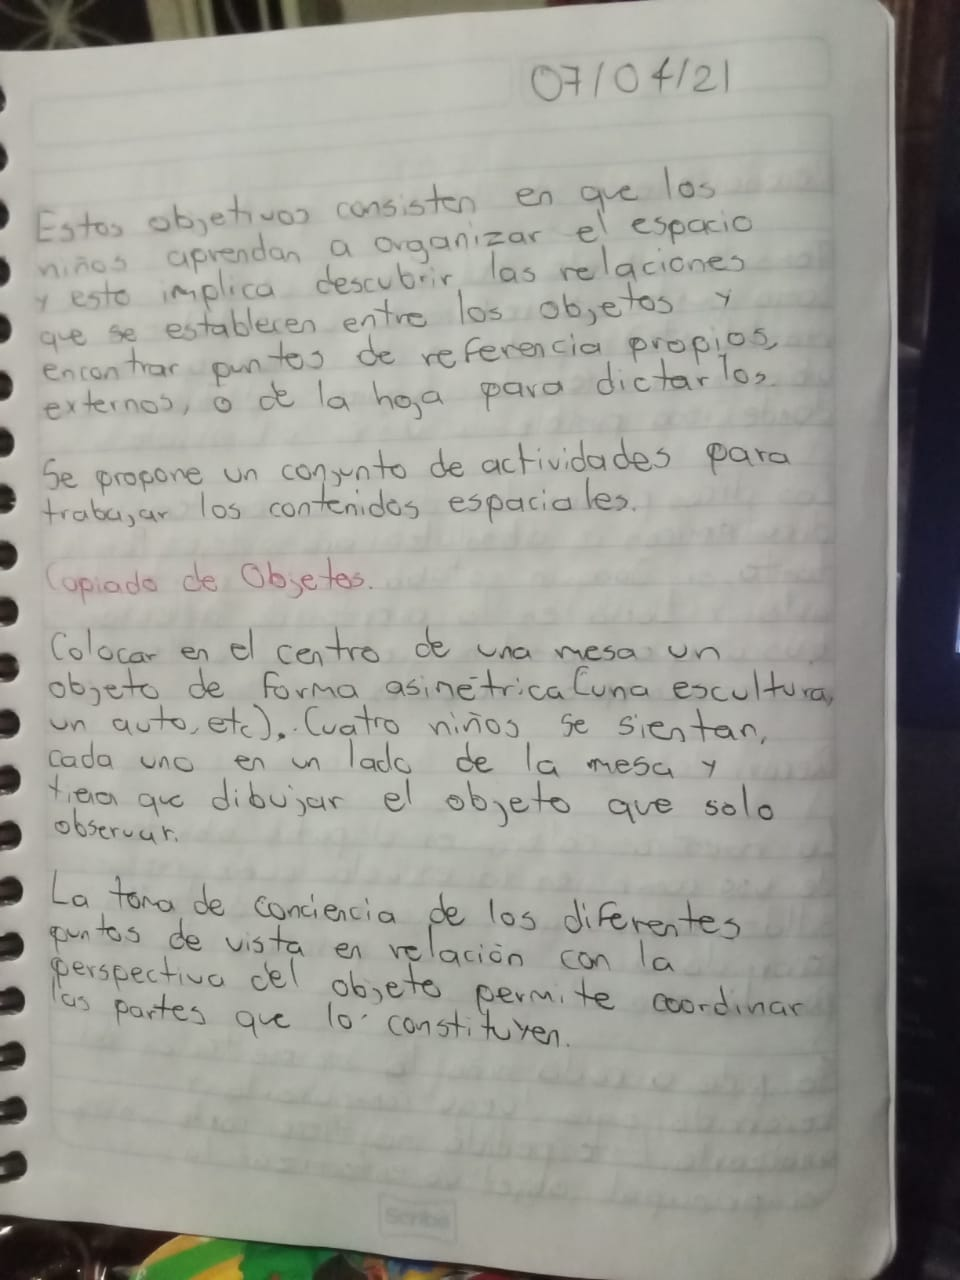 07/04/21
Estos objetivos consisten en que los
niños aprendan a organizar el espacio
y esto implica descubrir las relaciones
que se establecen entre los objetos y
encontrar puntos de referencia propios,
externos, o de la hoja para dictarlos.
Se propone un conjunto de actividades para
trabajar los contenidos espaciales.
Copiado de Objetos.
Colocar en el centro de una mesa un
objeto de forma asimétrica (una escultura,
un auto, etc). Cuatro niños se sientan,
cada uno en un lado de la mesa y
tienen que dibujar el objeto que solo
observar.
La toma de conciencia de los diferentes
puntos de vista en relación con la
perspectiva del objeto permite coordinar
las partes que lo constituyen.
Scribe